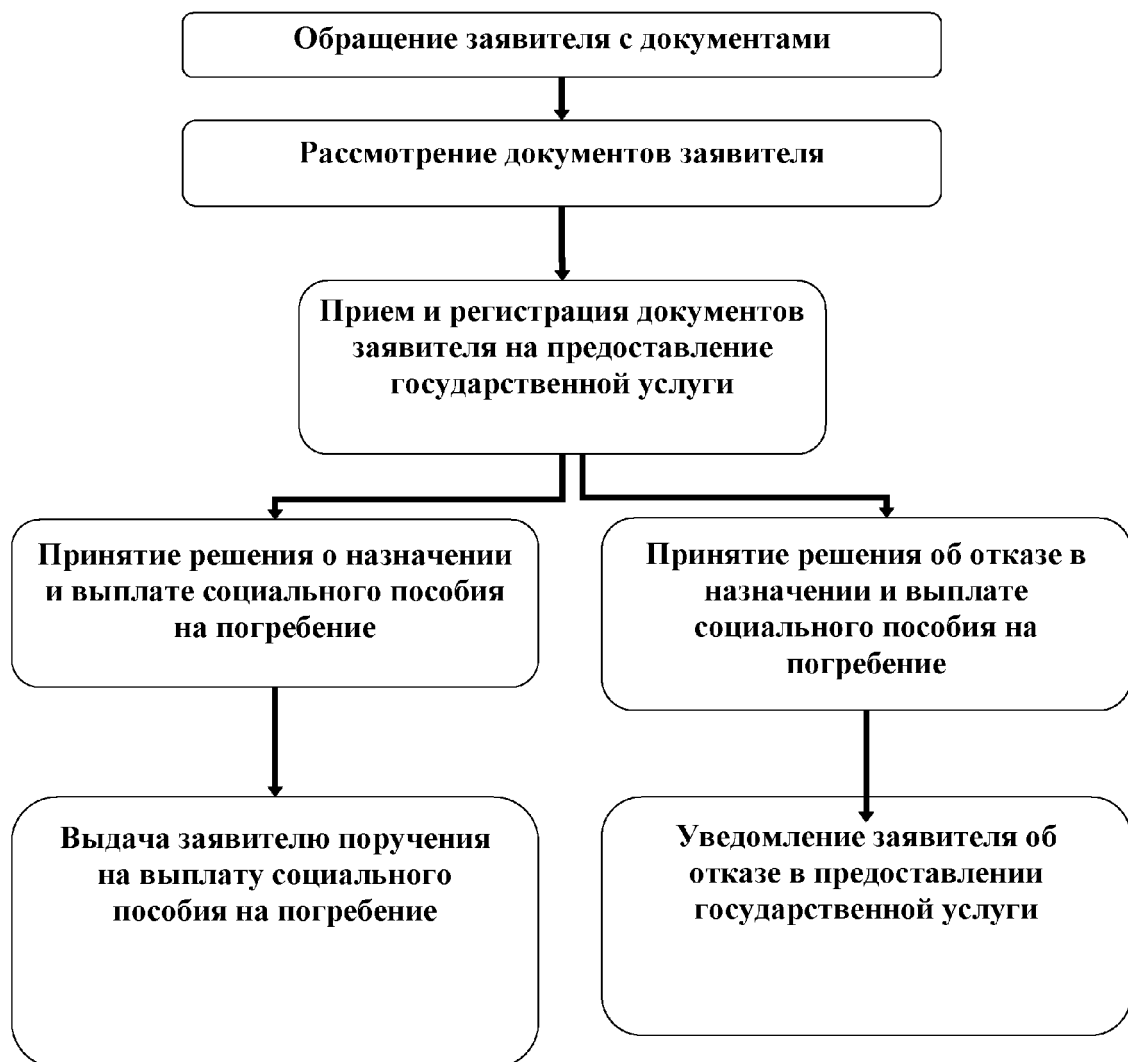 Обращение заявителя с документами
Рассмотрение документов заявителя
Прием и регистрация документов
заявителя на предоставление
государственной услуги
Принятие решения о назначении
и выплате социального пособия
на погребение
Принятие решения об отказе в
назначении и выплате
социального пособия на
погребение
Выдача заявителю поручения
на выплату социального
пособия на погребение
Уведомление заявителя об
отказе в предоставлении
государственной услуги